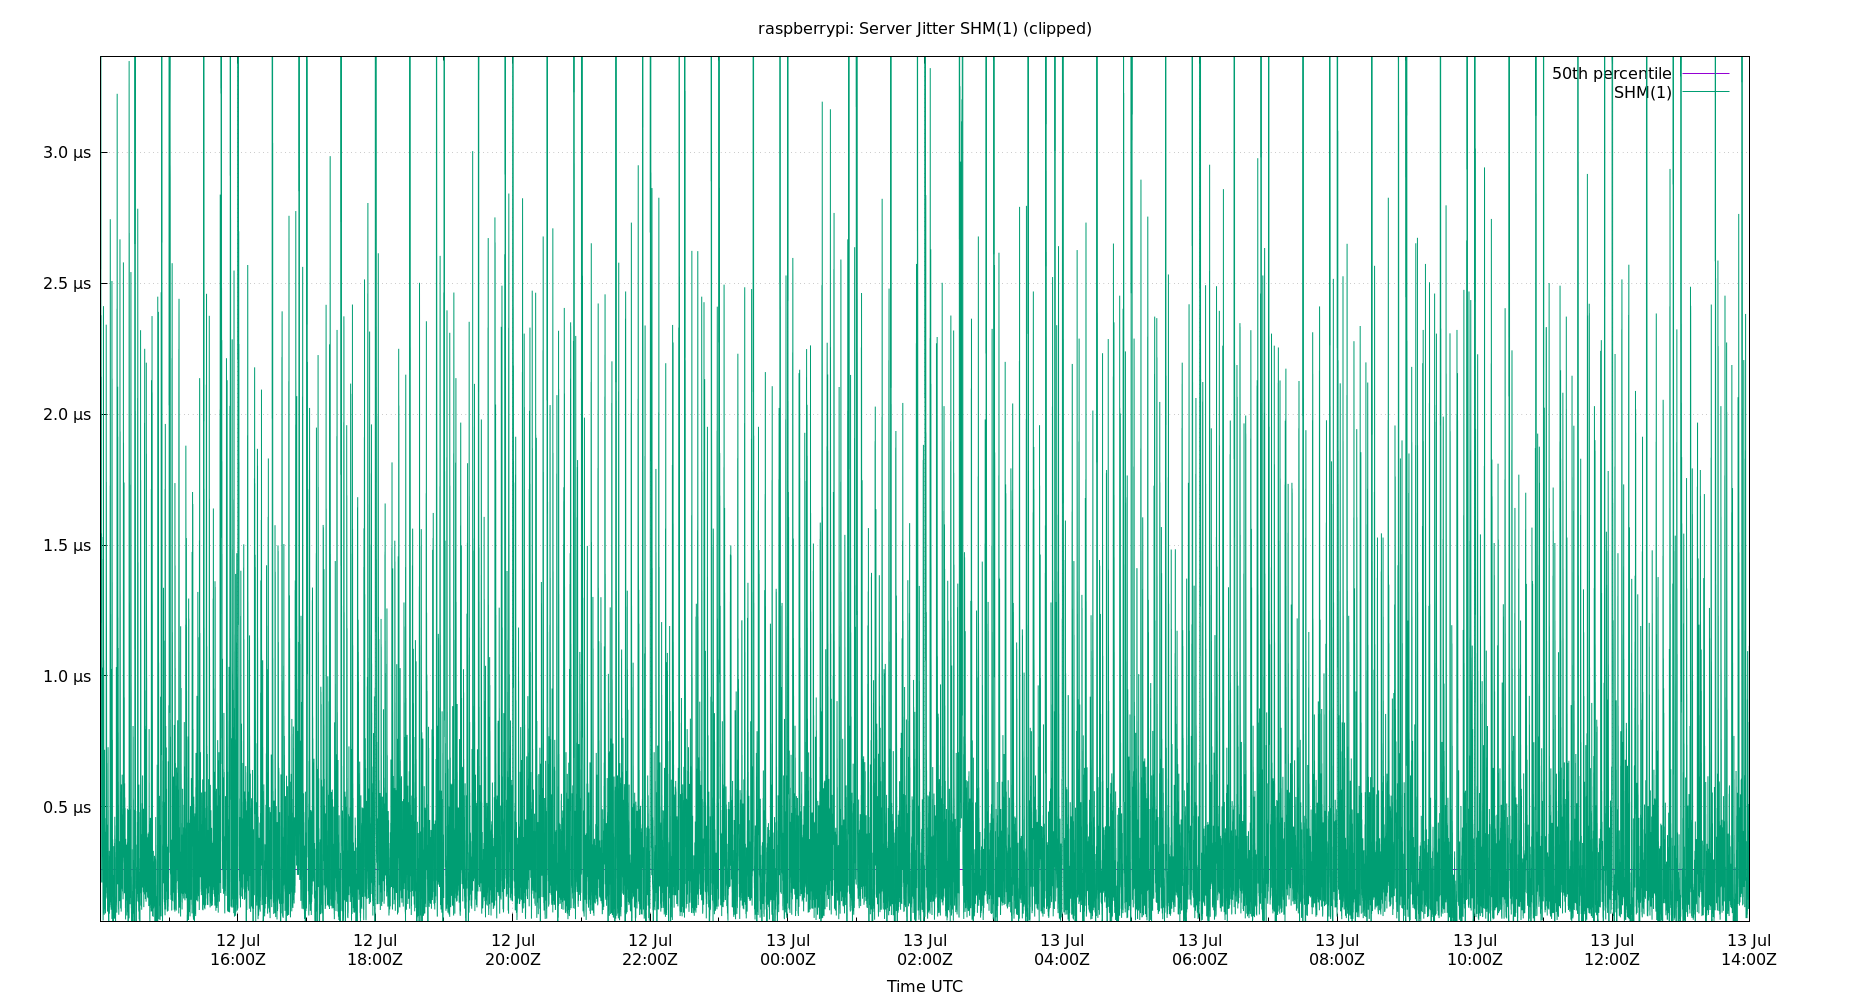 raspberrypi: Server Jitter SHM(1) (clipped)
50th percentile
SHM(1)
3.0 µs
2.5 µs
2.0 µs
1.5 µs
1.0 µs
0.5 µs
12 Jul 12 Jul 12 Jul 12 Jul 13 Jul 13 Jul 13 Jul 13 Jul 13 Jul 13 Jul 13 Jul 13 Jul
16:00Z 18:00Z 20:00Z 22:00Z 00:00Z 02:00Z 04:00Z 06:00Z 08:00Z 10:00Z 12:00Z 14:00Z
Time UTC